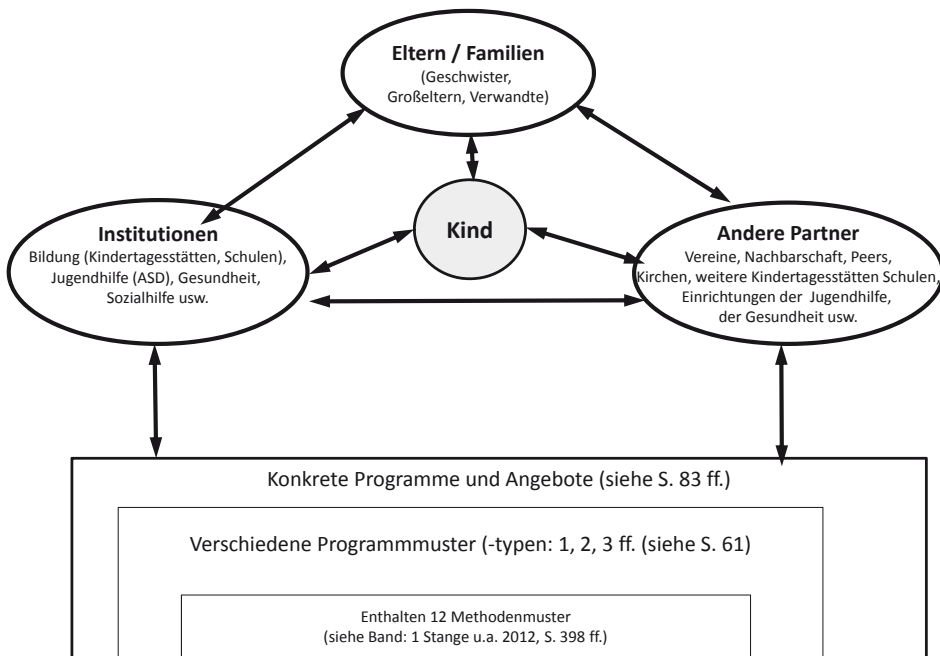 Eltern / Familien
(Geschwister,
Großeltern, Verwandte)
Kind
Institutionen
Bildung (Kindertagesstätten, Schulen),
Jugendhilfe (ASD), Gesundheit,
Sozialhilfe usw.
Andere Partner
Vereine, Nachbarschaft, Peers,
Kirchen, weitere Kindertagesstätten Schulen,
Einrichtungen der Jugendhilfe,
der Gesundheit usw.
Konkrete Programme und Angebote (siehe S. 83 ff.)
Verschiedene Programmmuster (-typen: 1, 2, 3 ff. (siehe S. 61)
Enthalten 12 Methodenmuster
(siehe Band: 1 Stange u.a. 2012, S. 398 ff.)